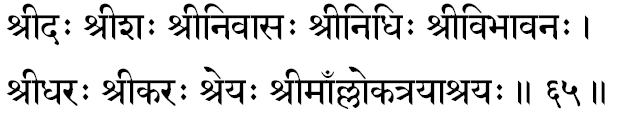 श्रीदः श्रीशः श्रीनिवासः श्रीनिधिः श्रीविभावनः ।
श्रीधरः श्रीकरः श्रेयः श्रीमाँल्लोकत्रयाश्रयः ॥ ६५ ॥